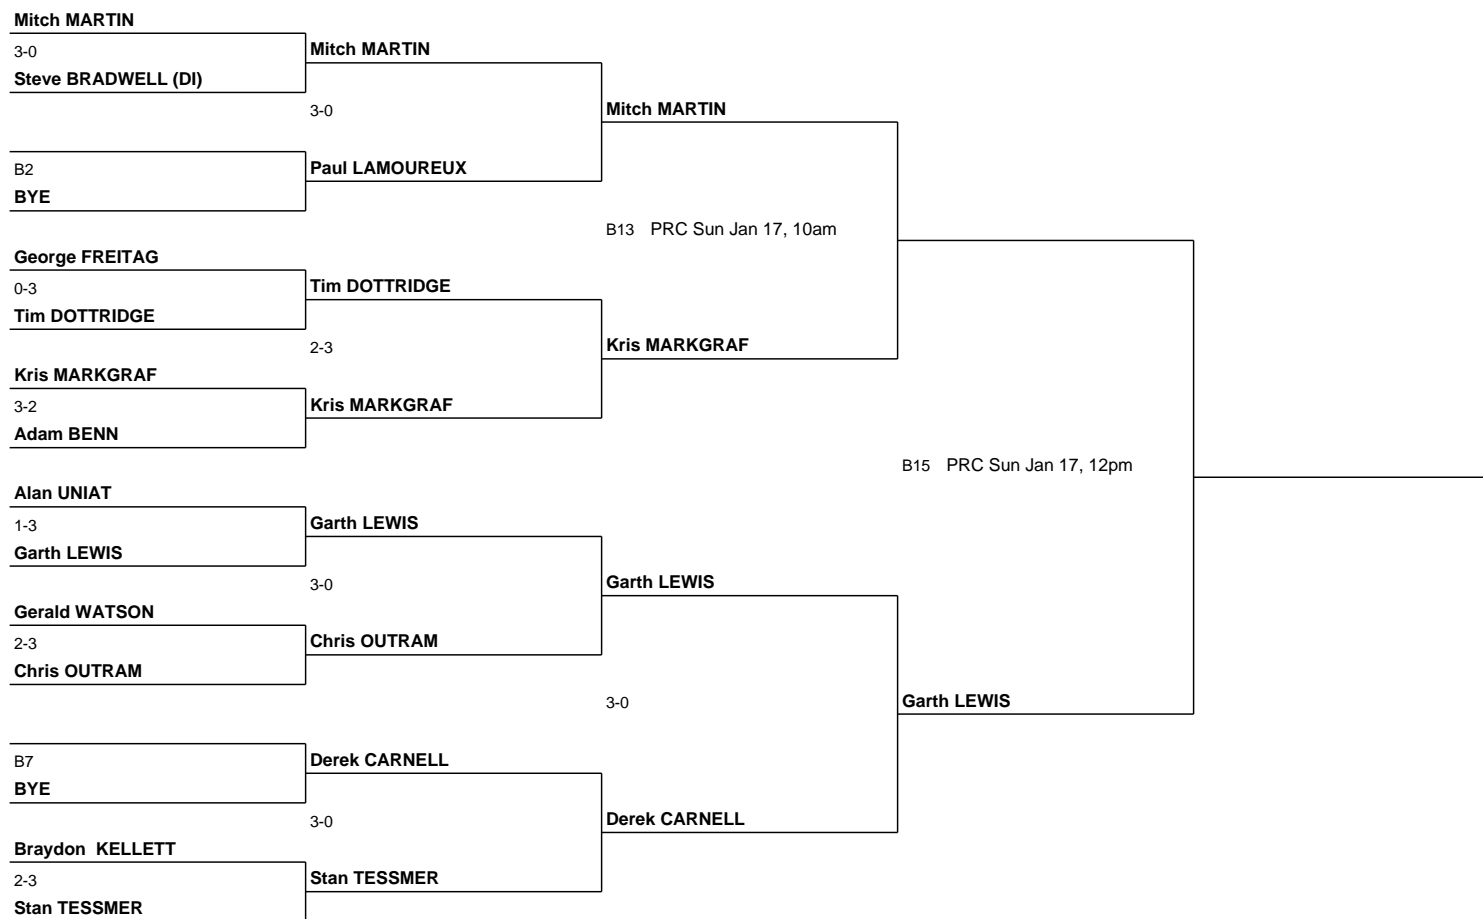 Mitch MARTIN
3-0
Steve BRADWELL (DI)
B2
BYE
George FREITAG
0-3
Tim DOTTRIDGE
Kris MARKGRAF
3-2
Adam BENN
Alan UNIAT
1-3
Garth LEWIS
Gerald WATSON
2-3
Chris OUTRAM
B7
BYE
Braydon  KELLETT
2-3
Stan TESSMER
Mitch MARTIN
3-0
Paul LAMOUREUX
Tim DOTTRIDGE
2-3
Kris MARKGRAF
Garth LEWIS
3-0
Chris OUTRAM
Derek CARNELL
3-0
Stan TESSMER
Mitch MARTIN
B13 PRC Sun Jan 17, 10am
Kris MARKGRAF
Garth LEWIS
3-0
Derek CARNELL
B15 PRC Sun Jan 17, 12pm
Garth LEWIS